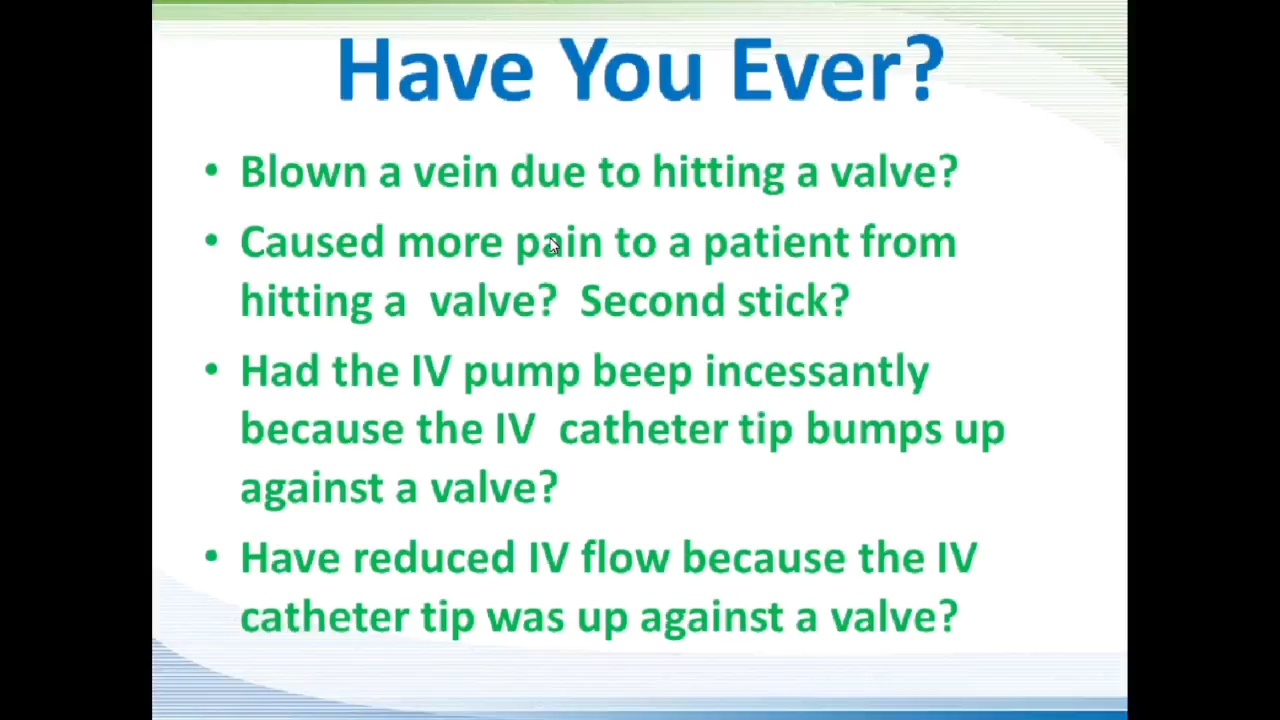 Have You Ever?
• Blown a vein due to hitting a valve?
• Caused more pain to a patient from
hitting a  valve?  Second stick?
• Had the IV pump beep incessantly
because the IV  catheter tip bumps up
against a valve?
• Have reduced IV flow because the IV
catheter tip was up against a valve?